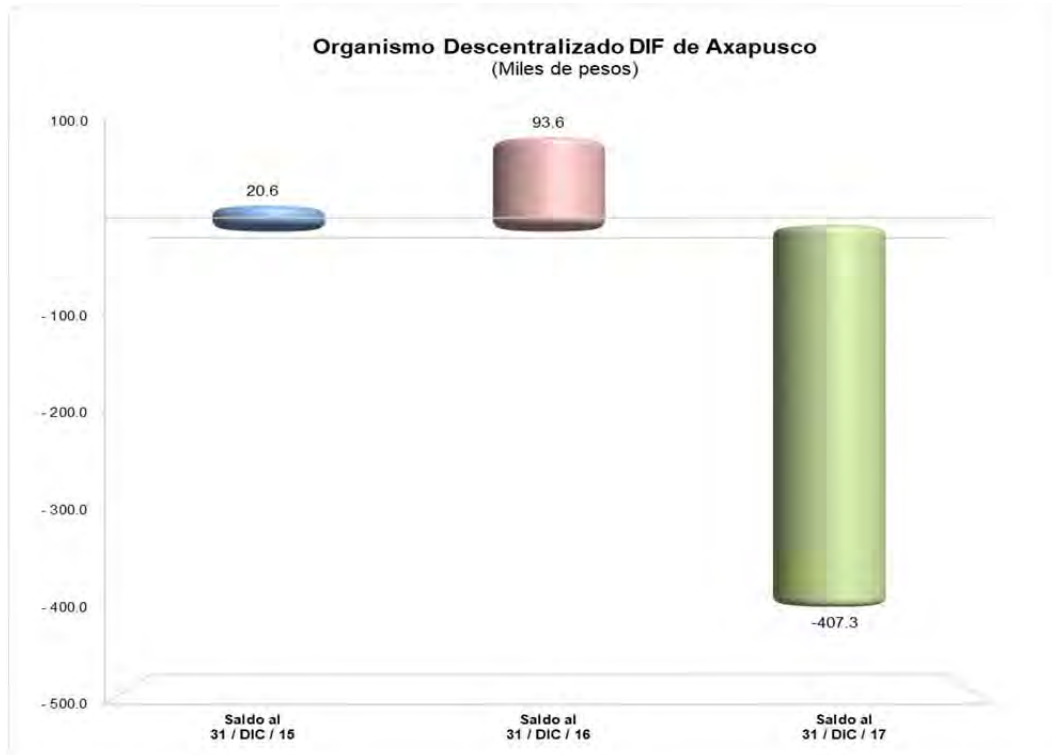 Organismo Descentralizado DIF de Axapusco
(Miles de pesos)
100.0
93.6
20.6
- 100.0
- 200.0
- 300.0
- 400.0
-407.3
- 500.0
Saldo al
31 / DIC / 15
Saldo al
31 / DIC / 16
Saldo al
31 / DIC / 17